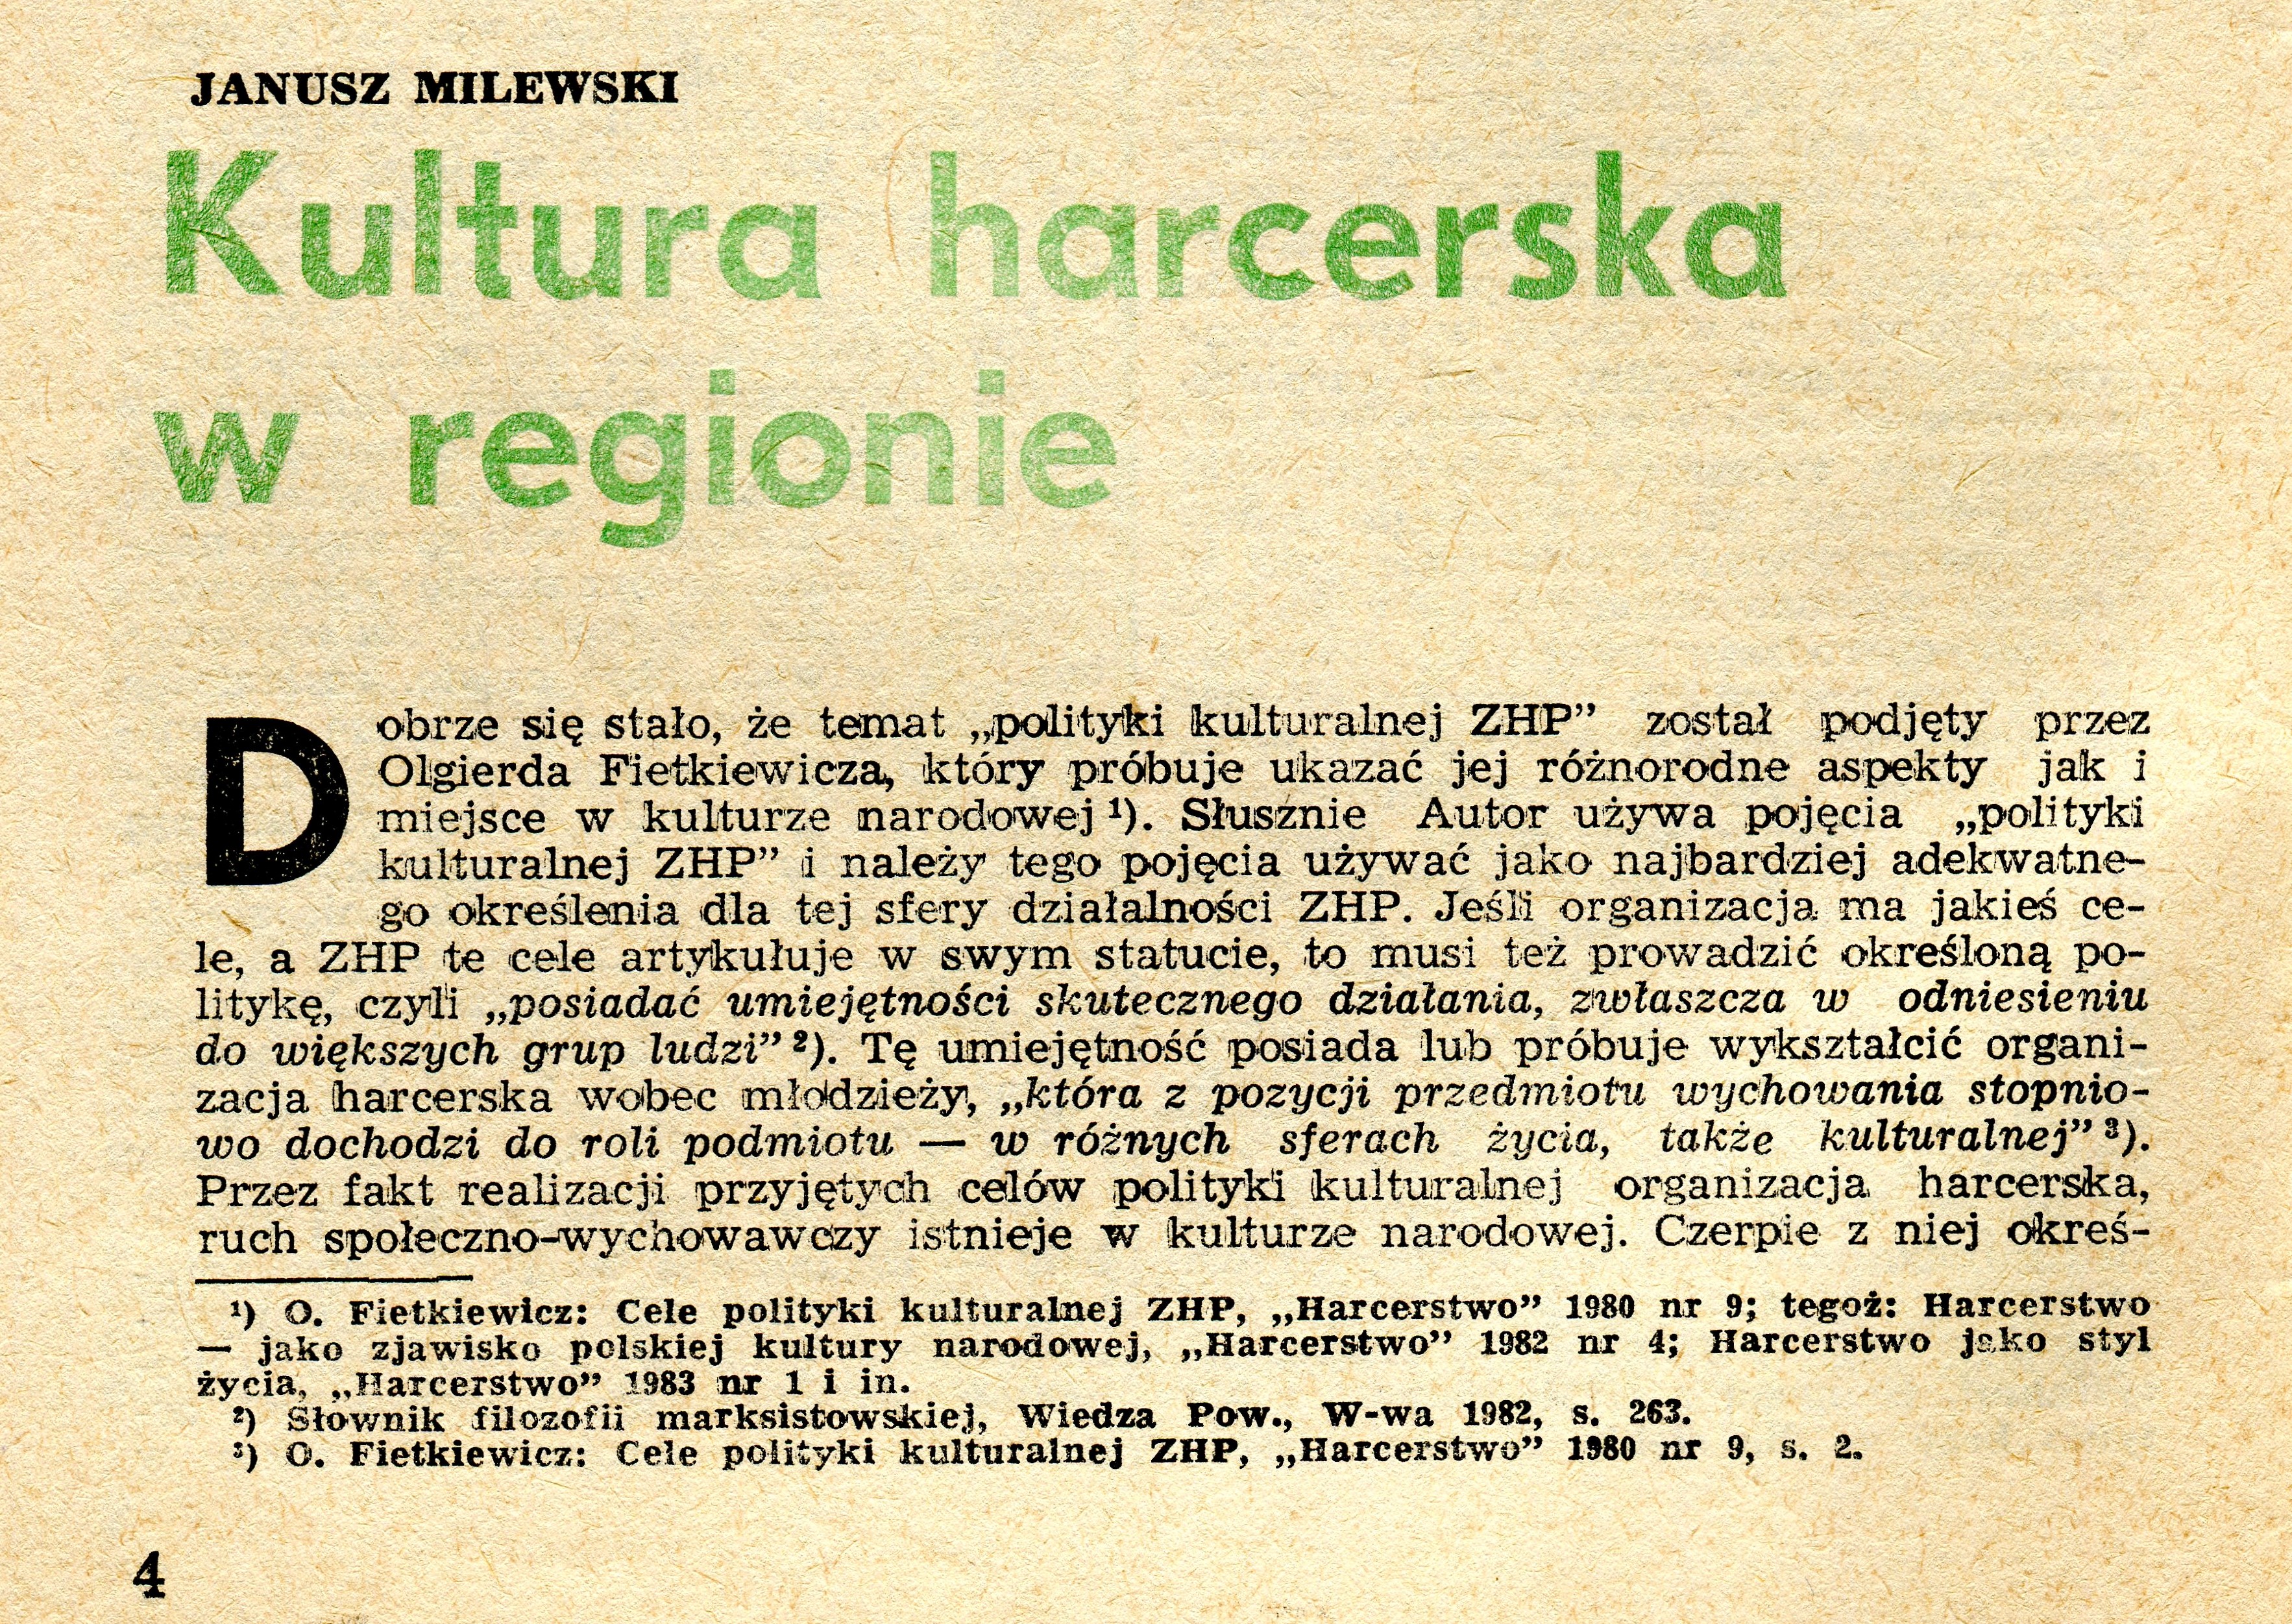 JANUSZ MILEWSKI
Kultura harcerska
w regionie
Dobrze się stało, że temat „polityki kulturalnej ZHP” został podjęty przez
Olgierda Fietkiewicza, który próbuje ukazać jej różnorodne aspekty jak i
miejsce w kulturze narodowej ¹). Słusznie Autor używa pojęcia „polityki
kulturalnej ZHP” i należy tego pojęcia używać jako najbardziej adekwatne-
go określenia dla tej sfery działalności ZHP. Jeśli organizacja ma jakieś ce-
le, a ZHP te cele artykułuje w swym statucie, to musi też prowadzić określoną po-
litykę, czyli „posiadać umiejętności skutecznego działania, zwłaszcza w odniesieniu
do większych grup ludzi” ²). Tę umiejętność posiada lub próbuje wykształcić organi-
zacja harcerska wobec młodzieży, „która z pozycji przedmiotu wychowania stopnio-
wo dochodzi do roli podmiotu — w różnych sferach życia, także kulturalnej” ³).
Przez fakt realizacji przyjętych celów polityki kulturalnej organizacja harcerska,
ruch społeczno-wychowawczy istnieje w kulturze narodowej. Czerpie z niej okreś-
¹) O. Fietkiewicz: Cele polityki kulturalnej ZHP, „Harcerstwo” 1980 nr 9; tegoż: Harcerstwo
— jako zjawisko polskiej kultury narodowej, „Harcerstwo” 1982 nr 4; Harcerstwo jako styl
życia, „Harcerstwo” 1983 nr 1 i in.
²) Słownik filozofii marksistowskiej, Wiedza Pow., W-wa 1982, s. 263.
³) O. Fietkiewicz: Cele polityki kulturalnej ZHP, „Harcerstwo” 1980 nr 9, s. 2.
4